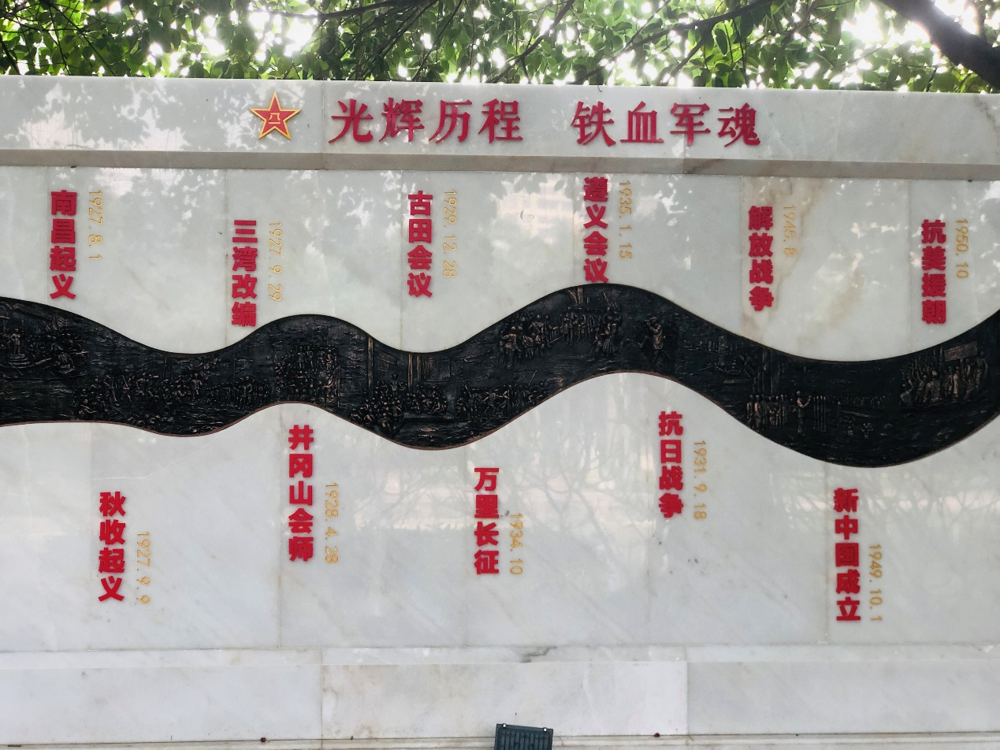 八一
光辉历程 铁血军魂
南昌起义
1927.8.1
三湾改编
1927.9.29
古田会议
1929.12.28
遵义会议
1935.1.15
解放战争
1945.8
抗美援朝
1950.10
秋收起义
1927.9.9
井冈山会师
1928.4.28
万里长征
1934.10
抗日战争
1931.9.18
新中国成立
1949.10.1